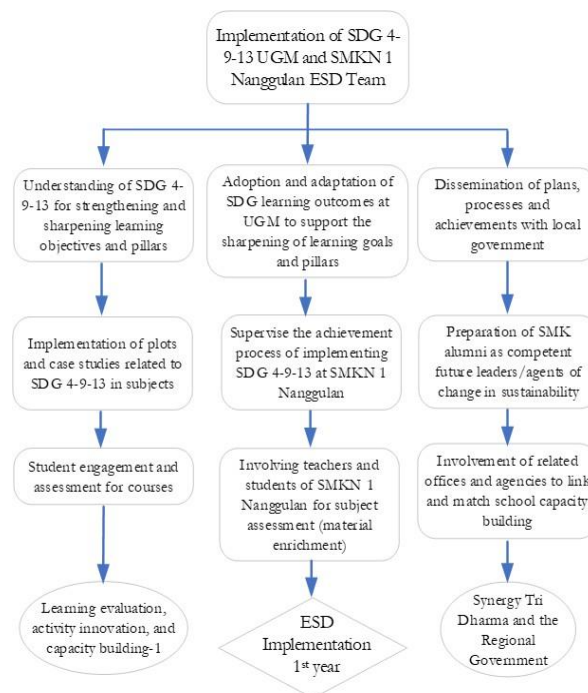 Implementation of SDG 4-
9-13 UGM and SMKN 1
Nanggulan ESD Team
Understanding of SDG 4-
9-13 for strengthening and
sharpening learning
objectives and pillars
Adoption and adaptation of
SDG learning outcomes at
UGM to support the
sharpening of learning goals
and pillars
Dissemination of plans,
processes and
achievements with local
government
Implementation of plots
and case studies related to
SDG 4-9-13 in subjects
Supervise the achievement
process of implementing
SDG 4-9-13 at SMKN 1
Nanggulan
Preparation of SMK
alumni as competent
future leaders/agents of
change in sustainability
Student engagement and
assessment for courses
Involving teachers and
students of SMKN 1
Nanggulan for subject
assessment (material
enrichment)
Involvement of related
offices and agencies to link
and match school capacity
building
Learning evaluation,
activity innovation, and
capacity building-1
ESD
Implementation
1st year
Synergy Tri
Dharma and the
Regional
Government